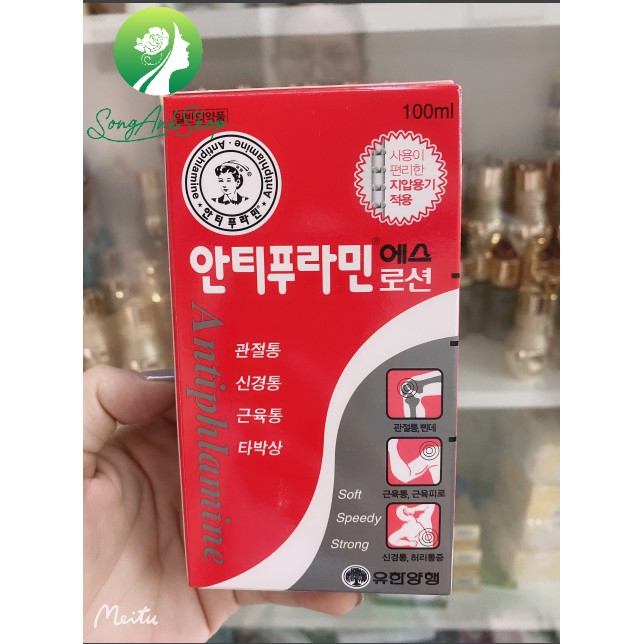 SongAnhShop
일반의약품
100ml
Antiphlamine · Antiphlamine
안티푸라민
사용이
편리한
지압용기
적용
안티푸라민® 에스
로션
Antiphlamine
관절통
신경통
근육통
타박상
관절통, 삔데
근육통, 근육피로
신경통, 허리통증
Soft
Speedy
Strong
유한양행
Meitu